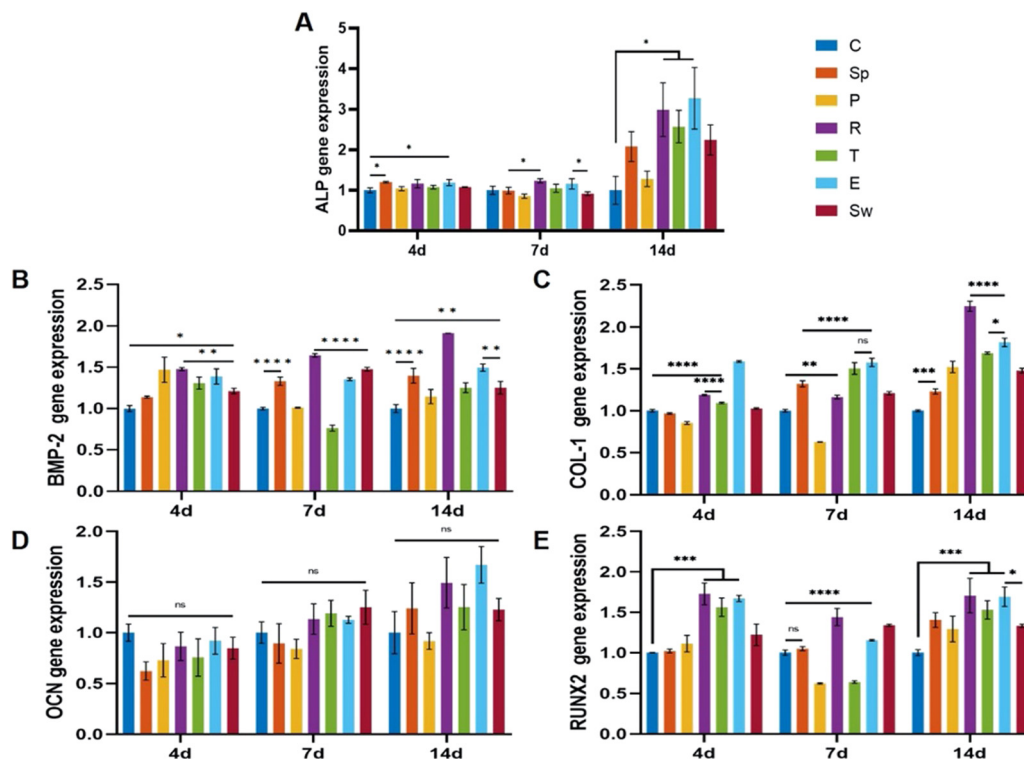 A
ALP gene expression
5
4
3
2
1
0
*
*
*
*
*
4d
7d
14d
C
Sp
P
R
T
E
Sw
B
BMP-2 gene expression
2.5
2.0
1.5
1.0
0.5
0.0
*
* *
* * * *
* * * *
* *
* * * *
* *
4d
7d
14d
C
COL-1 gene expression
2.5
2.0
1.5
1.0
0.5
0.0
****
****
****
**
ns
****
*
***
4d
7d
14d
D
OCN gene expression
2.0
1.5
1.0
0.5
0.0
ns
ns
ns
4d
7d
14d
E
RUNX2 gene expression
2.5
2.0
1.5
1.0
0.5
0.0
***
****
ns
***
*
4d
7d
14d